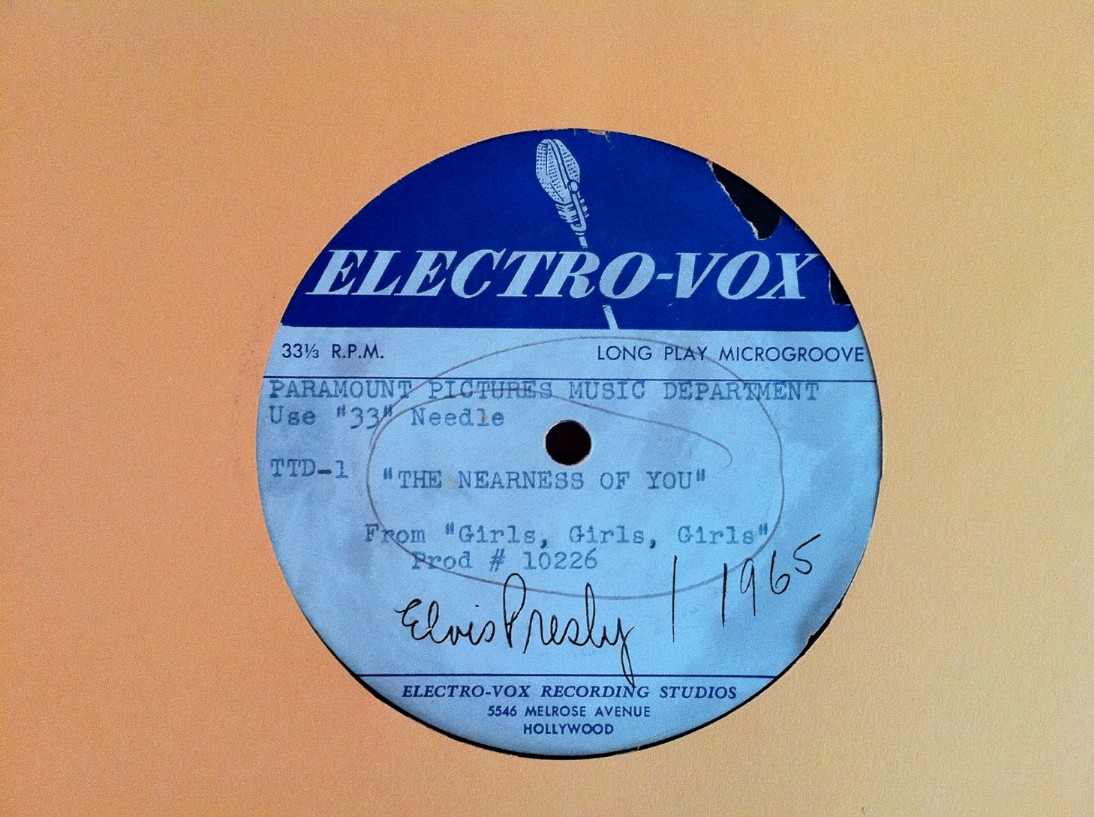 ELECTRO-VOX
33⅓ R.P.M. LONG PLAY MICROGROOVE
PARAMOUNT PICTURES MUSIC DEPARTMENT
Use "33" Needle
TTD-1 "THE NEARNESS OF YOU"
From "Girls, Girls, Girls"
Prod # 10226
Elvis Presly / 1965
ELECTRO-VOX RECORDING STUDIOS
5546 MELROSE AVENUE
HOLLYWOOD